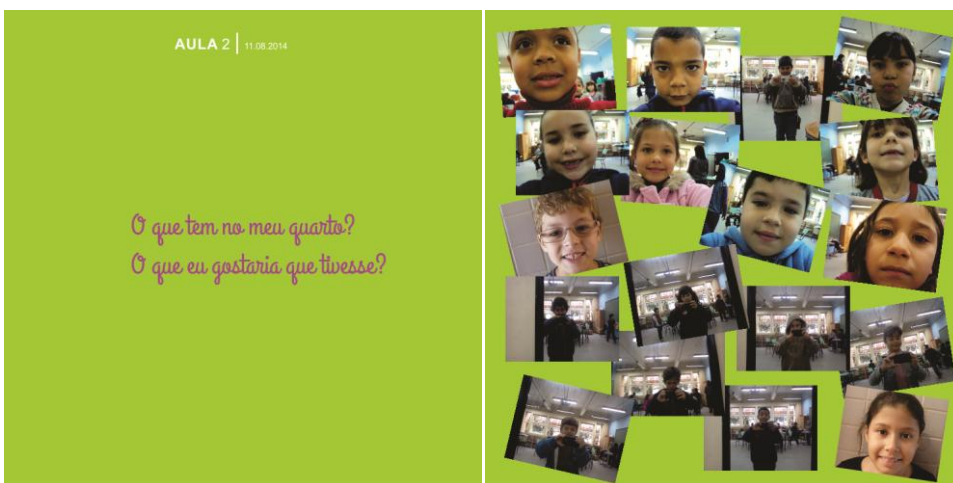 AULA 2 | 11.08.2014
O que tem no meu quarto?
O que eu gostaria que tivesse?